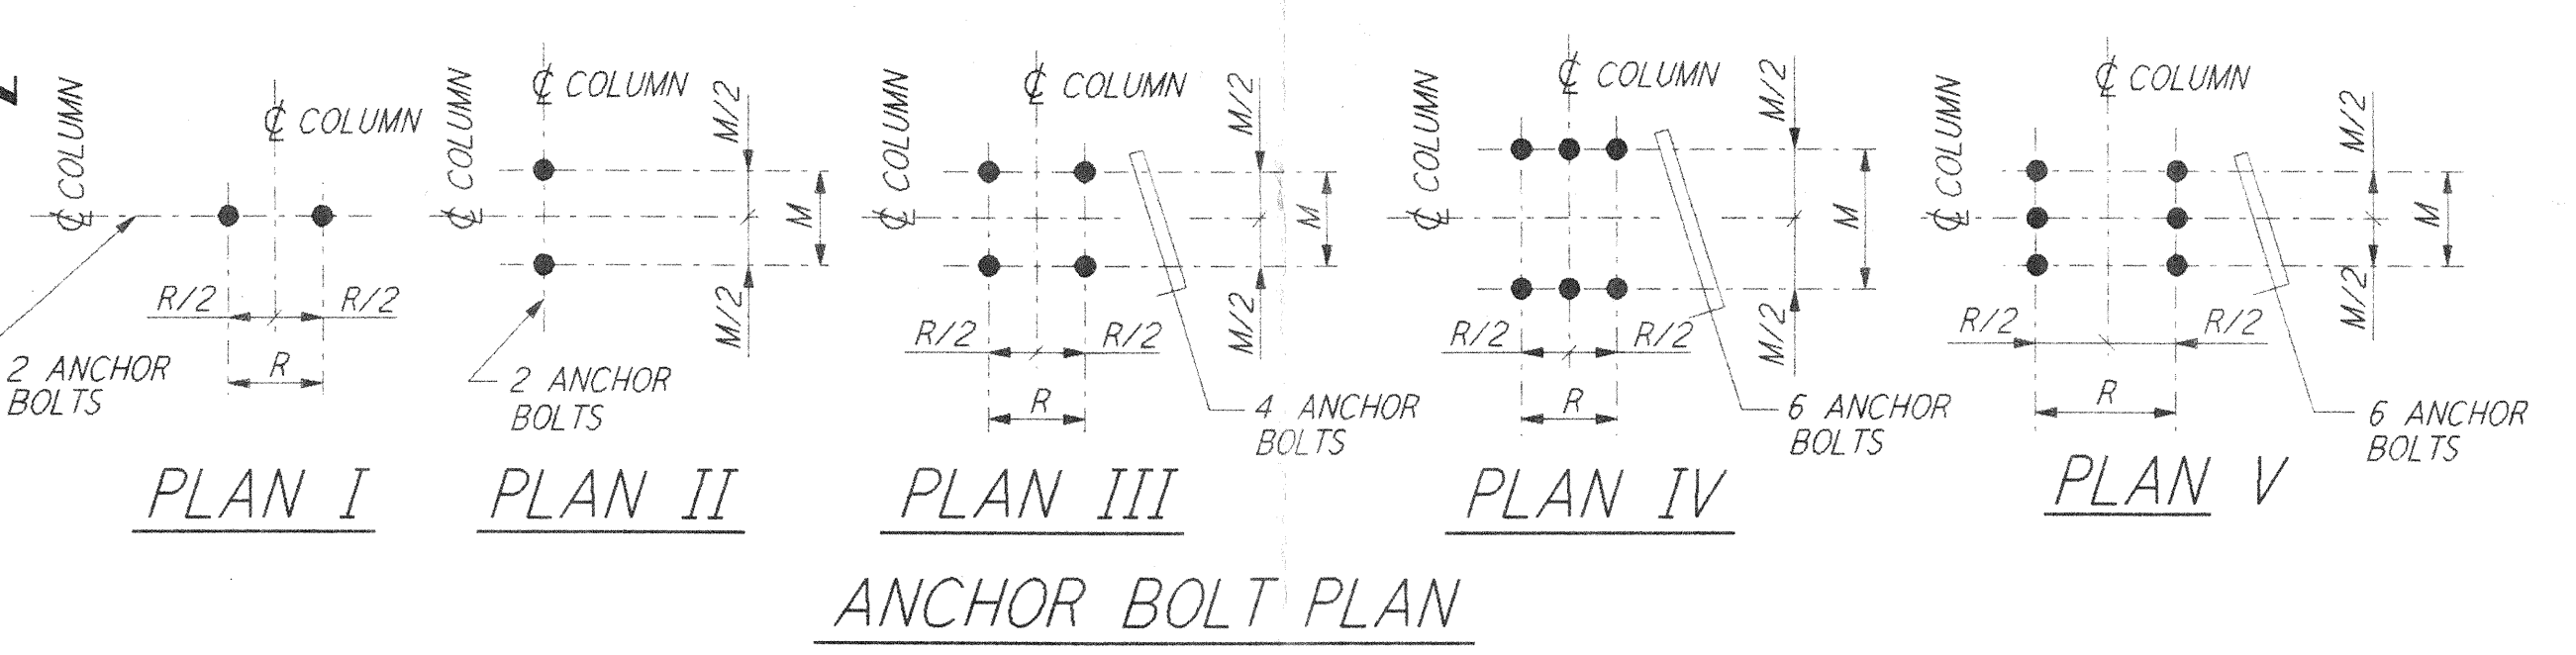 ℄ COLUMN
℄ COLUMN
R/2
R/2
R
2 ANCHOR
BOLTS
PLAN I
℄ COLUMN
℄ COLUMN
M/2
M
M/2
2 ANCHOR
BOLTS
PLAN II
℄ COLUMN
℄ COLUMN
M/2
M
M/2
R/2
R/2
R
4 ANCHOR
BOLTS
PLAN III
℄ COLUMN
℄ COLUMN
M/2
M
M/2
R/2
R/2
R
6 ANCHOR
BOLTS
PLAN IV
℄ COLUMN
℄ COLUMN
M/2
M
M/2
R/2
R/2
R
6 ANCHOR
BOLTS
PLAN V
ANCHOR BOLT PLAN